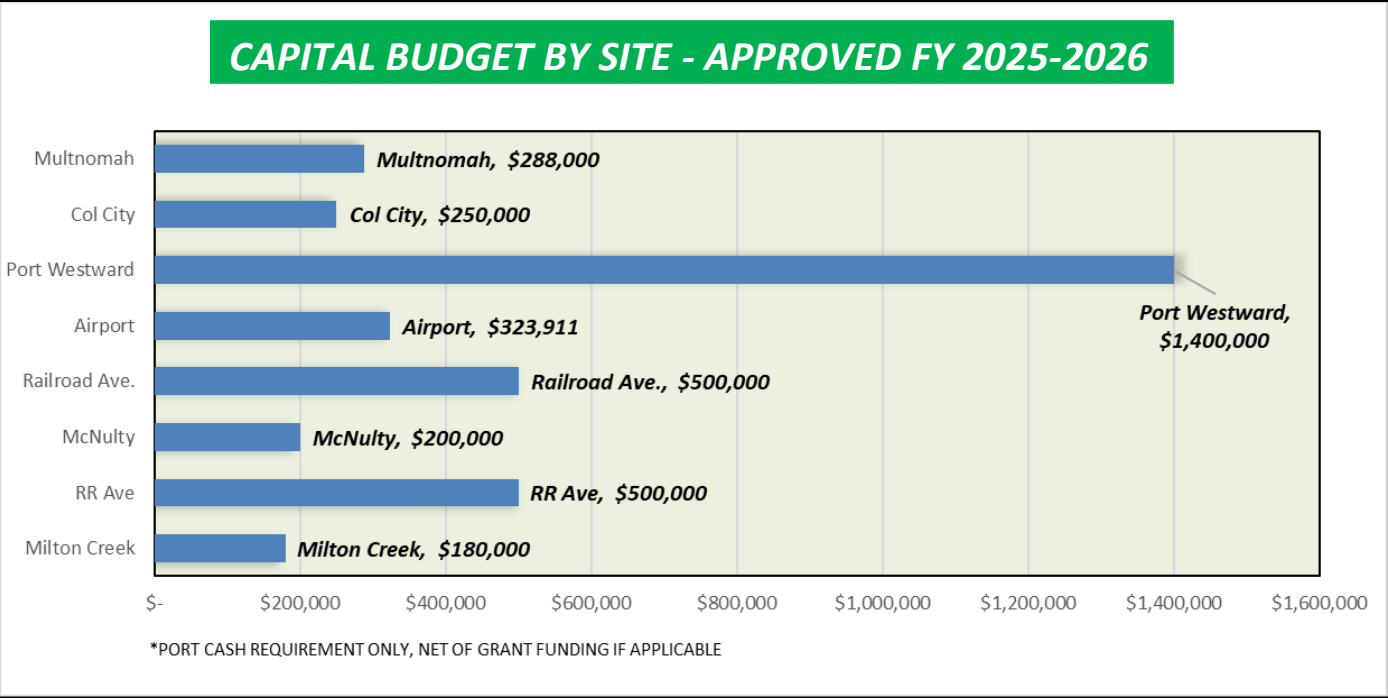 CAPITAL BUDGET BY SITE - APPROVED FY 2025-2026
Multnomah
Multnomah, $288,000
Col City
Col City, $250,000
Port Westward
Port Westward,
$1,400,000
Airport
Airport, $323,911
Railroad Ave.
Railroad Ave., $500,000
McNulty
McNulty, $200,000
RR Ave
RR Ave, $500,000
Milton Creek
Milton Creek, $180,000
$- $200,000 $400,000 $600,000 $800,000 $1,000,000 $1,200,000 $1,400,000 $1,600,000
*PORT CASH REQUIREMENT ONLY, NET OF GRANT FUNDING IF APPLICABLE